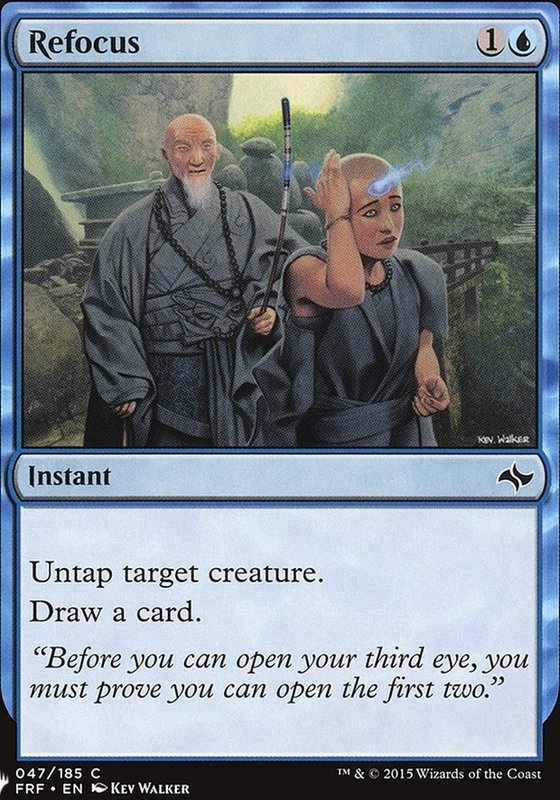 Refocus 1
KEV. WALKER
Instant
Untap target creature.
Draw a card.
“Before you can open your third eye, you
must prove you can open the first two.”
047/185 C
FRF • EN Kev Walker
™ & © 2015 Wizards of the Coast